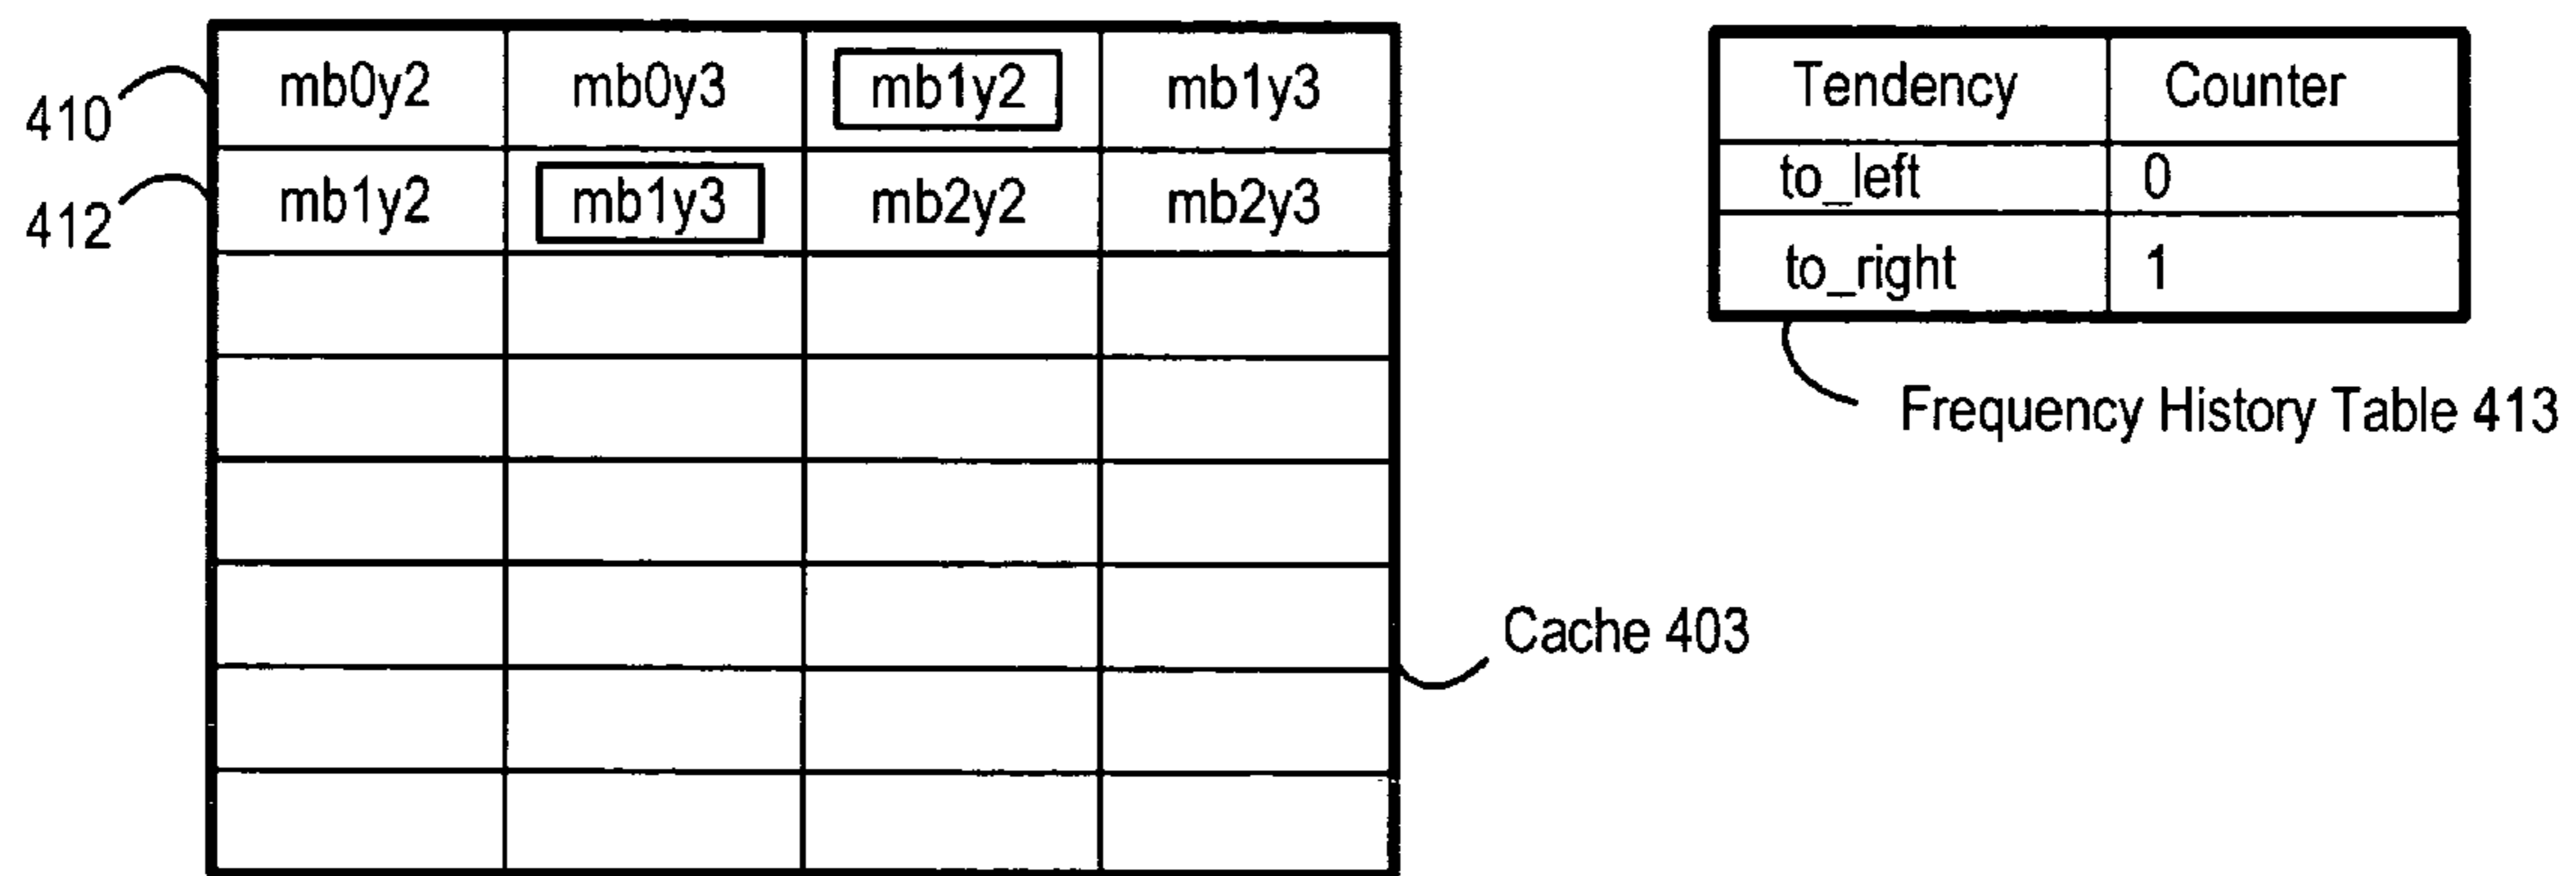 410 mb0y2 mb0y3 mb1y2 mb1y3
412 mb1y2 mb1y3 mb2y2 mb2y3
Cache 403
Tendency Counter
to_left 0
to_right 1
Frequency History Table 413